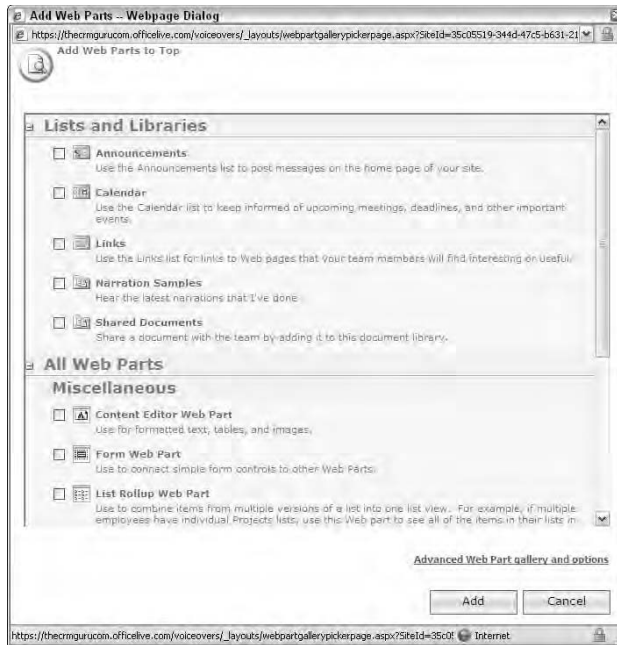 Add Web Parts -- Webpage Dialog
https://thecrmgurucom.officelive.com/voiceovers/_layouts/webpartgallerypickerpage.aspx?SiteId=35c05519-344d-47c5-b631-21
Add Web Parts to Top
Lists and Libraries
Announcements
Use the Announcements list to post messages on the home page of your site.
Calendar
Use the Calendar list to keep informed of upcoming meetings, deadlines, and other important
events.
Links
Use the Links list for links to Web pages that your team members will find interesting or useful.
Narration Samples
Hear the latest narrations that I've done
Shared Documents
Share a document with the team by adding it to this document library.
All Web Parts
Miscellaneous
Content Editor Web Part
Use for formatted text, tables, and images.
Form Web Part
Use to connect simple form controls to other Web Parts.
List Rollup Web Part
Use to combine items from multiple versions of a list into one list view. For example, if multiple
employees have individual Projects lists, use this Web part to see all of the items in their lists in
Advanced Web Part gallery and options
Add Cancel
https://thecrmgurucom.officelive.com/voiceovers/_layouts/webpartgallerypickerpage.aspx?SiteId=35c05 Internet